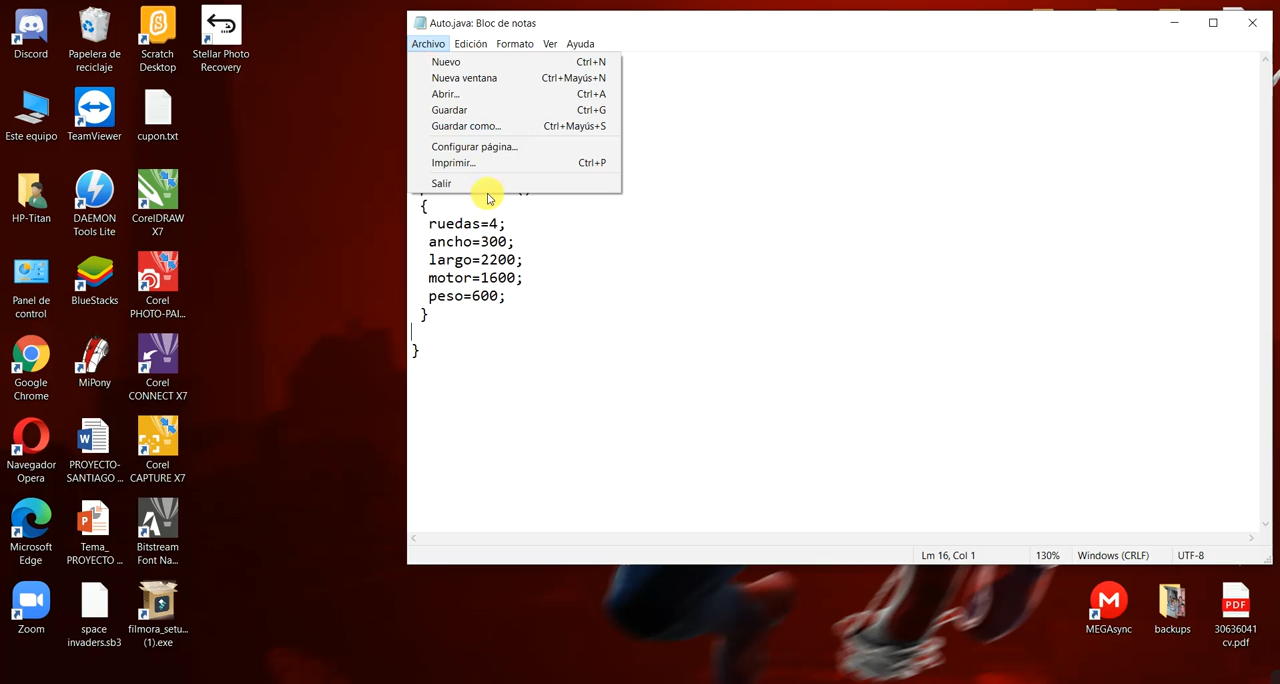 Discord
Papelera de
reciclaje
Scratch
Desktop
Stellar Photo
Recovery
Este equipo
TeamViewer
cupon.txt
HP-Titan
DAEMON
Tools Lite
CorelDRAW
X7
Panel de
control
BlueStacks
Corel
PHOTO-PAI...
Google
Chrome
MiPony
Corel
CONNECT X7
Navegador
Opera
PROYECTO-
SANTIAGO ...
Corel
CAPTURE X7
Microsoft
Edge
Tema_
PROYECTO ...
Bitstream
Font Na...
Zoom
space
invaders.sb3
filmora_setu...
(1).exe
Auto.java: Bloc de notas
Archivo Edición Formato Ver Ayuda
Nuevo Ctrl+N
Nueva ventana Ctrl+Mayús+N
Abrir... Ctrl+A
Guardar Ctrl+G
Guardar como... Ctrl+Mayús+S
Configurar página...
Imprimir... Ctrl+P
Salir
{
ruedas=4;
ancho=300;
largo=2200;
motor=1600;
peso=600;
}
}
Lm 16, Col 1 130% Windows (CRLF) UTF-8
MEGAsync
backups
PDF
30636041
cv.pdf